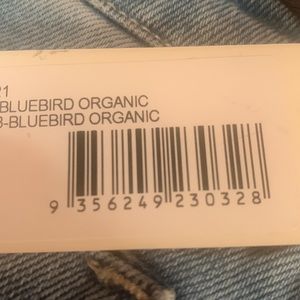 21
-BLUEBIRD ORGANIC
3-BLUEBIRD ORGANIC
9 356249 230328